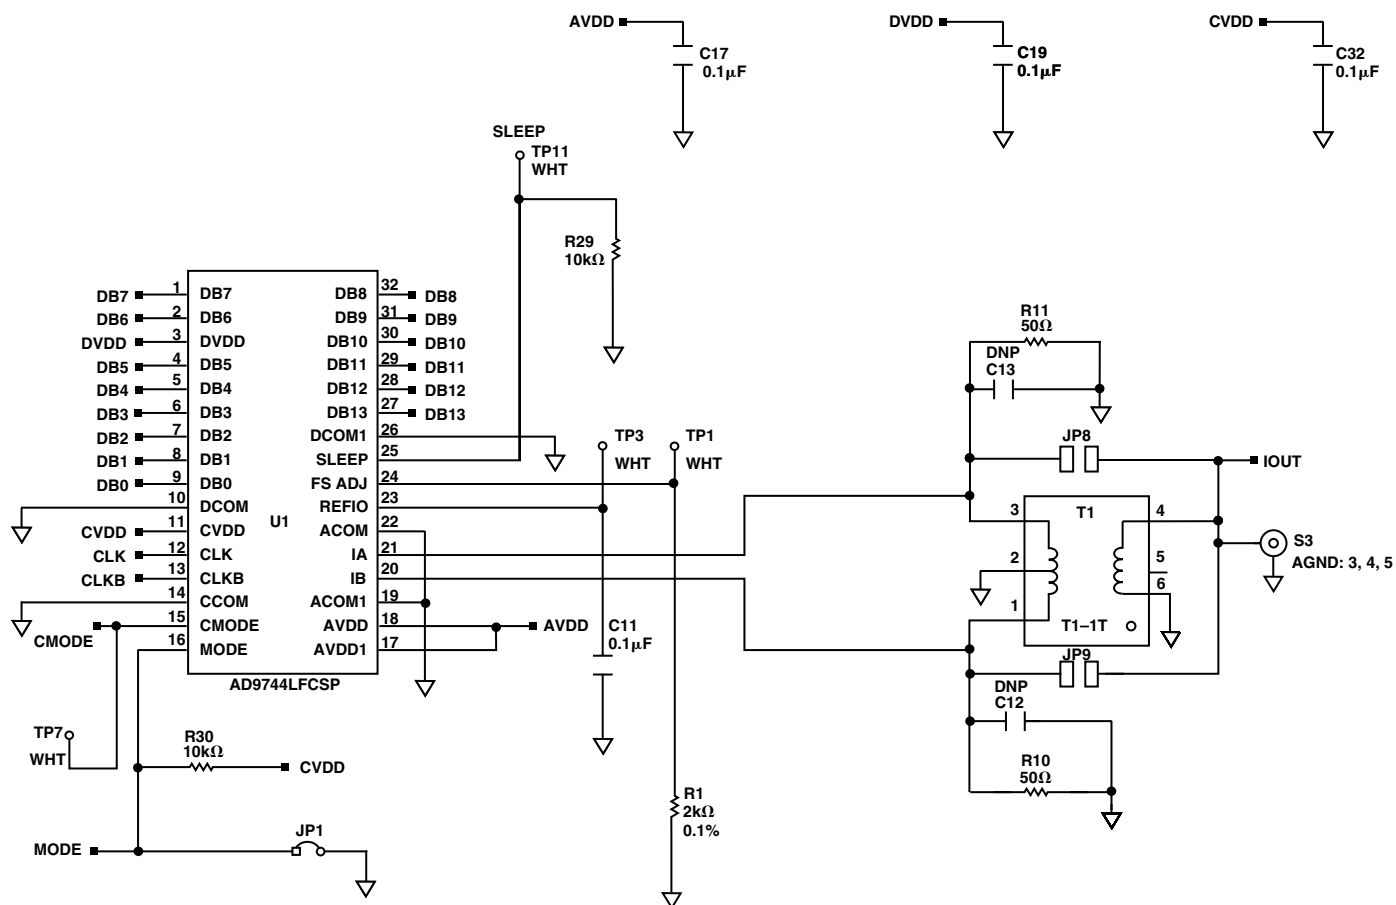 AVDD
C17
0.1µF
DVDD
C19
0.1µF
CVDD
C32
0.1µF
SLEEP
TP11
WHT
R29
10kΩ
DB7 1 DB7
DB6 2 DB6
DVDD 3 DVDD
DB5 4 DB5
DB4 5 DB4
DB3 6 DB3
DB2 7 DB2
DB1 8 DB1
DB0 9 DB0
10 DCOM
CVDD 11 CVDD
CLK 12 CLK
CLKB 13 CLKB
14 CCOM
CMODE 15 CMODE
16 MODE
U1
DB8 32 DB8
DB9 31 DB9
DB10 30 DB10
DB11 29 DB11
DB12 28 DB12
DB13 27 DB13
DCOM1 26
SLEEP 25
FS ADJ 24
REFIO 23
ACOM 22
IA 21
IB 20
ACOM1 19
AVDD 18 AVDD
AVDD1 17
AD9744LFCSP
TP3
WHT
TP1
WHT
C11
0.1µF
R1
2kΩ
0.1%
TP7
WHT
R30
10kΩ
CVDD
MODE
JP1
R11
50Ω
DNP
C13
JP8
IOUT
3 T1 4
2 5
6
1
T1–1T
S3
AGND: 3, 4, 5
JP9
DNP
C12
R10
50Ω